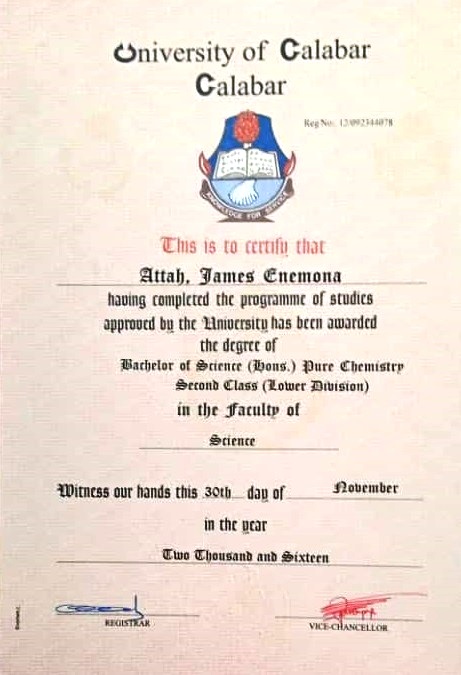 University of Calabar
Calabar
Reg No: 12/092344078
KNOWLEDGE FOR SERVICE
This is to certify that
Attah, James Enemona
having completed the programme of studies
approved by the University has been awarded
the degree of
Bachelor of Science (Hons.) Pure Chemistry
Second Class (Lower Division)
in the Faculty of
Science
Witness our hands this 30th day of November
in the year
Two Thousand and Sixteen
REGISTRAR
VICE-CHANCELLOR